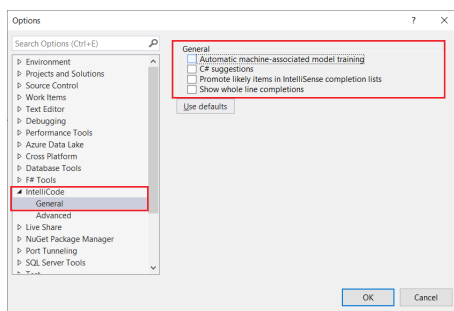 Options
Search Options (Ctrl+E)
Environment
Projects and Solutions
Source Control
Work Items
Text Editor
Debugging
Performance Tools
Azure Data Lake
Cross Platform
Database Tools
F# Tools
IntelliCode
General
Advanced
Live Share
NuGet Package Manager
Port Tunneling
SQL Server Tools
General
Automatic machine-associated model training
C# suggestions
Promote likely items in IntelliSense completion lists
Show whole line completions
Use defaults
OK
Cancel